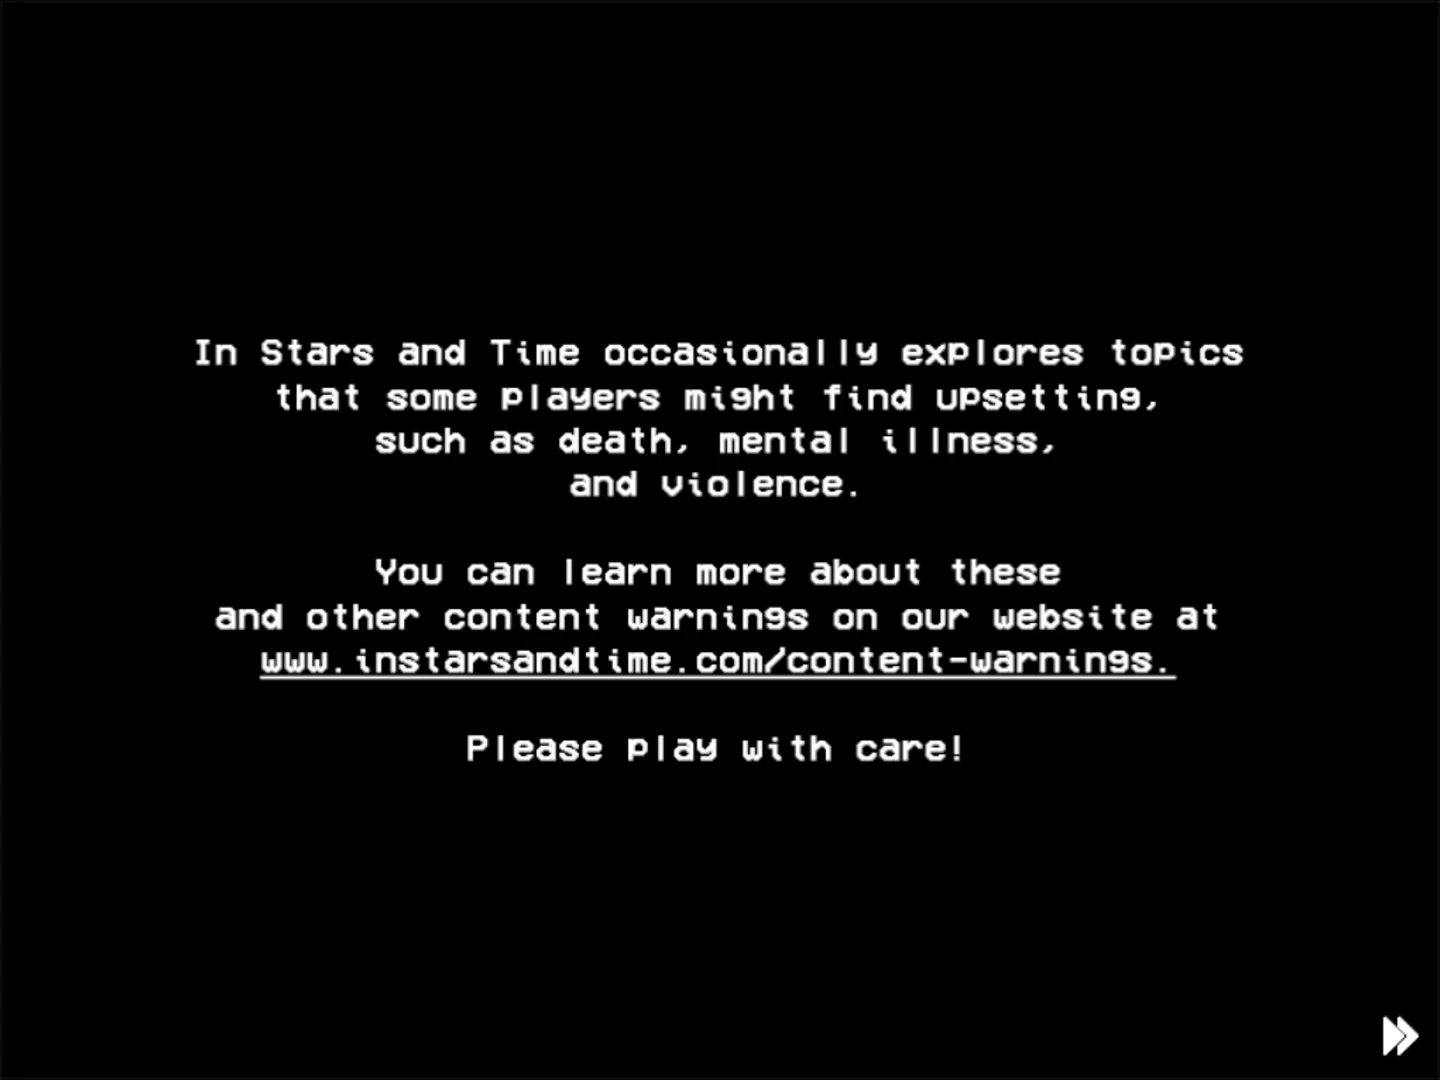 In Stars and Time occasionally explores topics
that some players might find upsetting,
such as death, mental illness,
and violence.
You can learn more about these
and other content warnings on our website at
www.instarsandtime.com/content-warnings.
Please play with care!